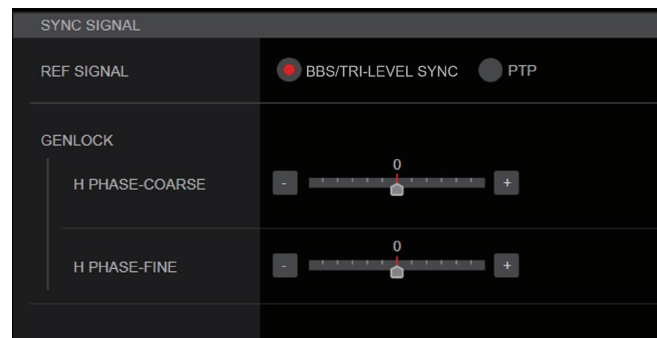 SYNC SIGNAL
REF SIGNAL BBS/TRI-LEVEL SYNC PTP
GENLOCK
0
H PHASE-COARSE - +
0
H PHASE-FINE - +